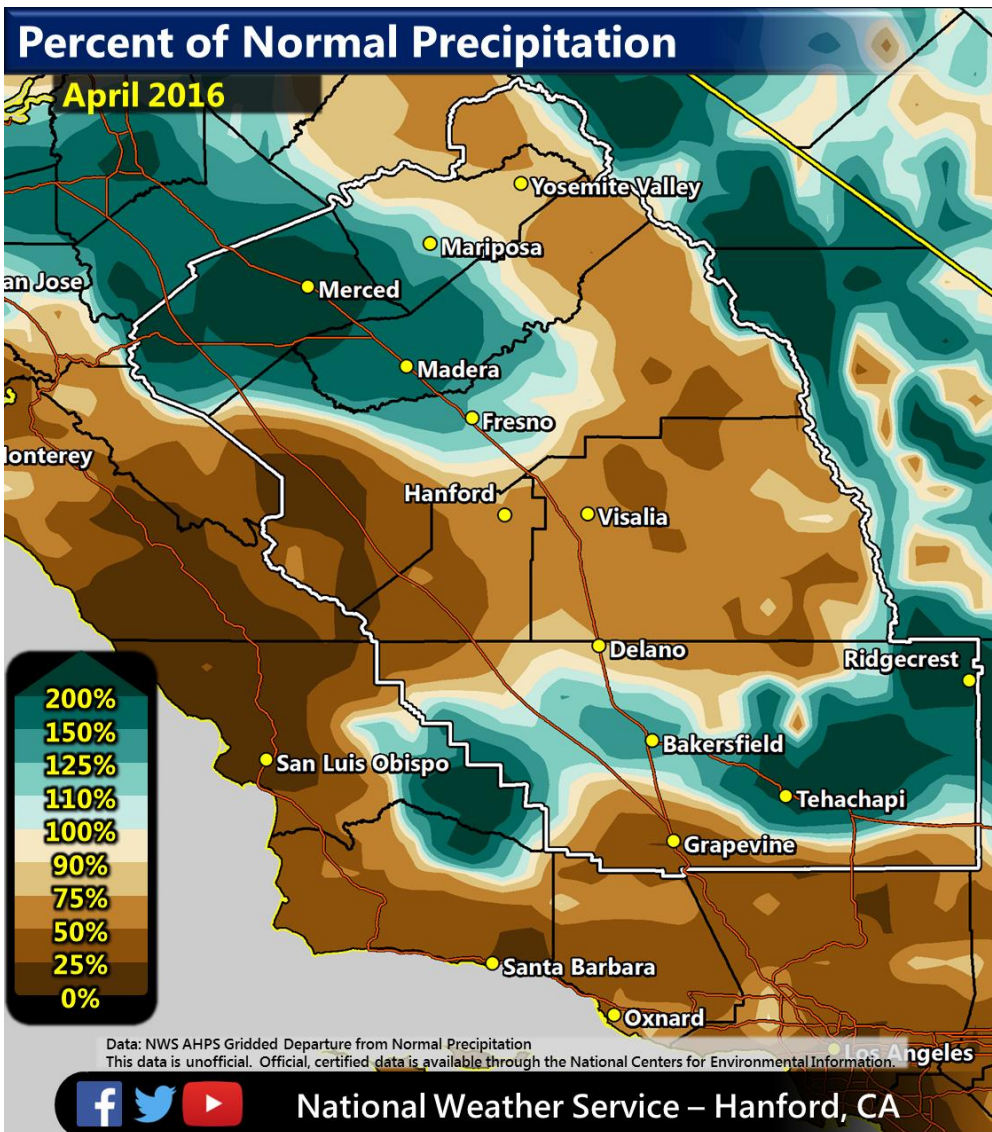 Percent of Normal Precipitation
April 2016
Yosemite Valley
Mariposa
an Jose
Merced
Madera
Fresno
Monterey
Hanford
Visalia
Delano
Ridgecrest
200%
150%
125%
110%
100%
90%
75%
50%
25%
0%
Bakersfield
San Luis Obispo
Tehachapi
Grapevine
Santa Barbara
Oxnard
Los Angeles
Data: NWS AHPS Gridded Departure from Normal Precipitation
This data is unofficial. Official, certified data is available through the National Centers for Environmental Information.
National Weather Service – Hanford, CA